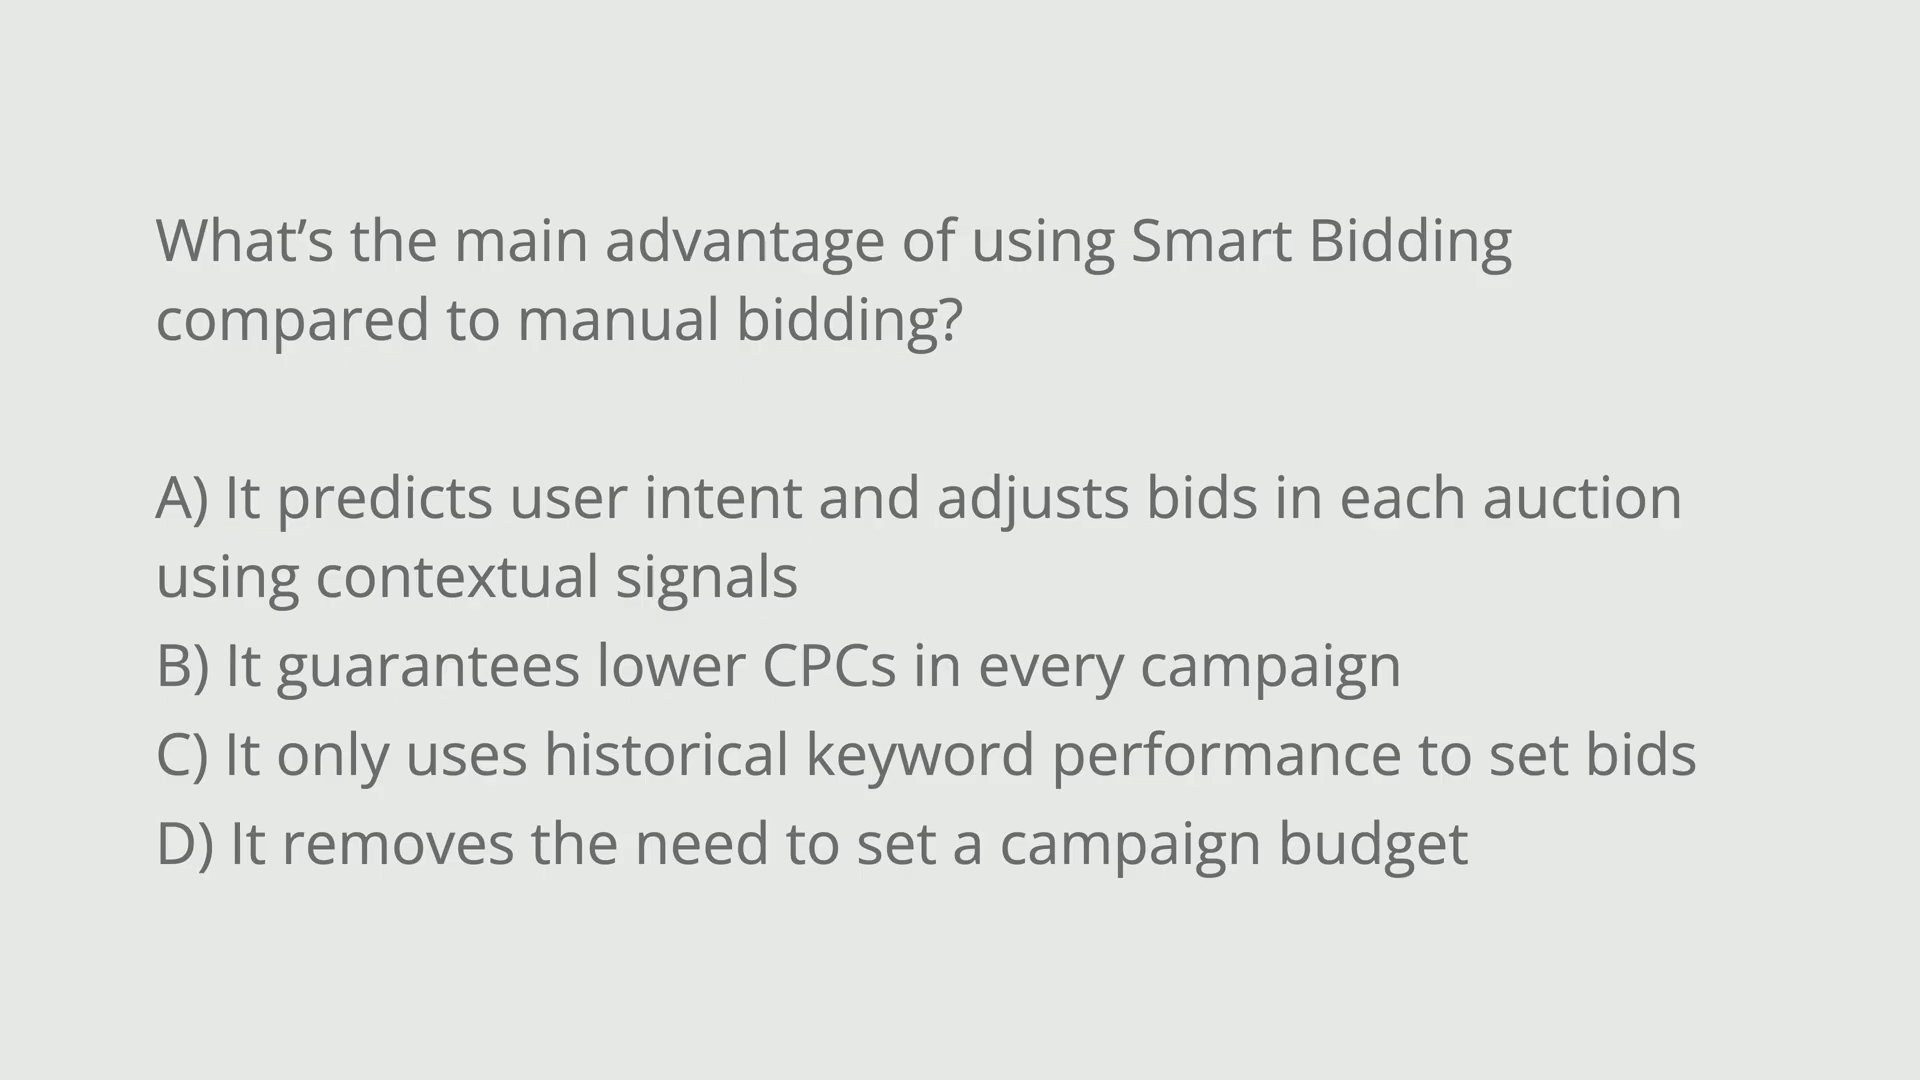 What’s the main advantage of using Smart Bidding
compared to manual bidding?
A) It predicts user intent and adjusts bids in each auction
using contextual signals
B) It guarantees lower CPCs in every campaign
C) It only uses historical keyword performance to set bids
D) It removes the need to set a campaign budget